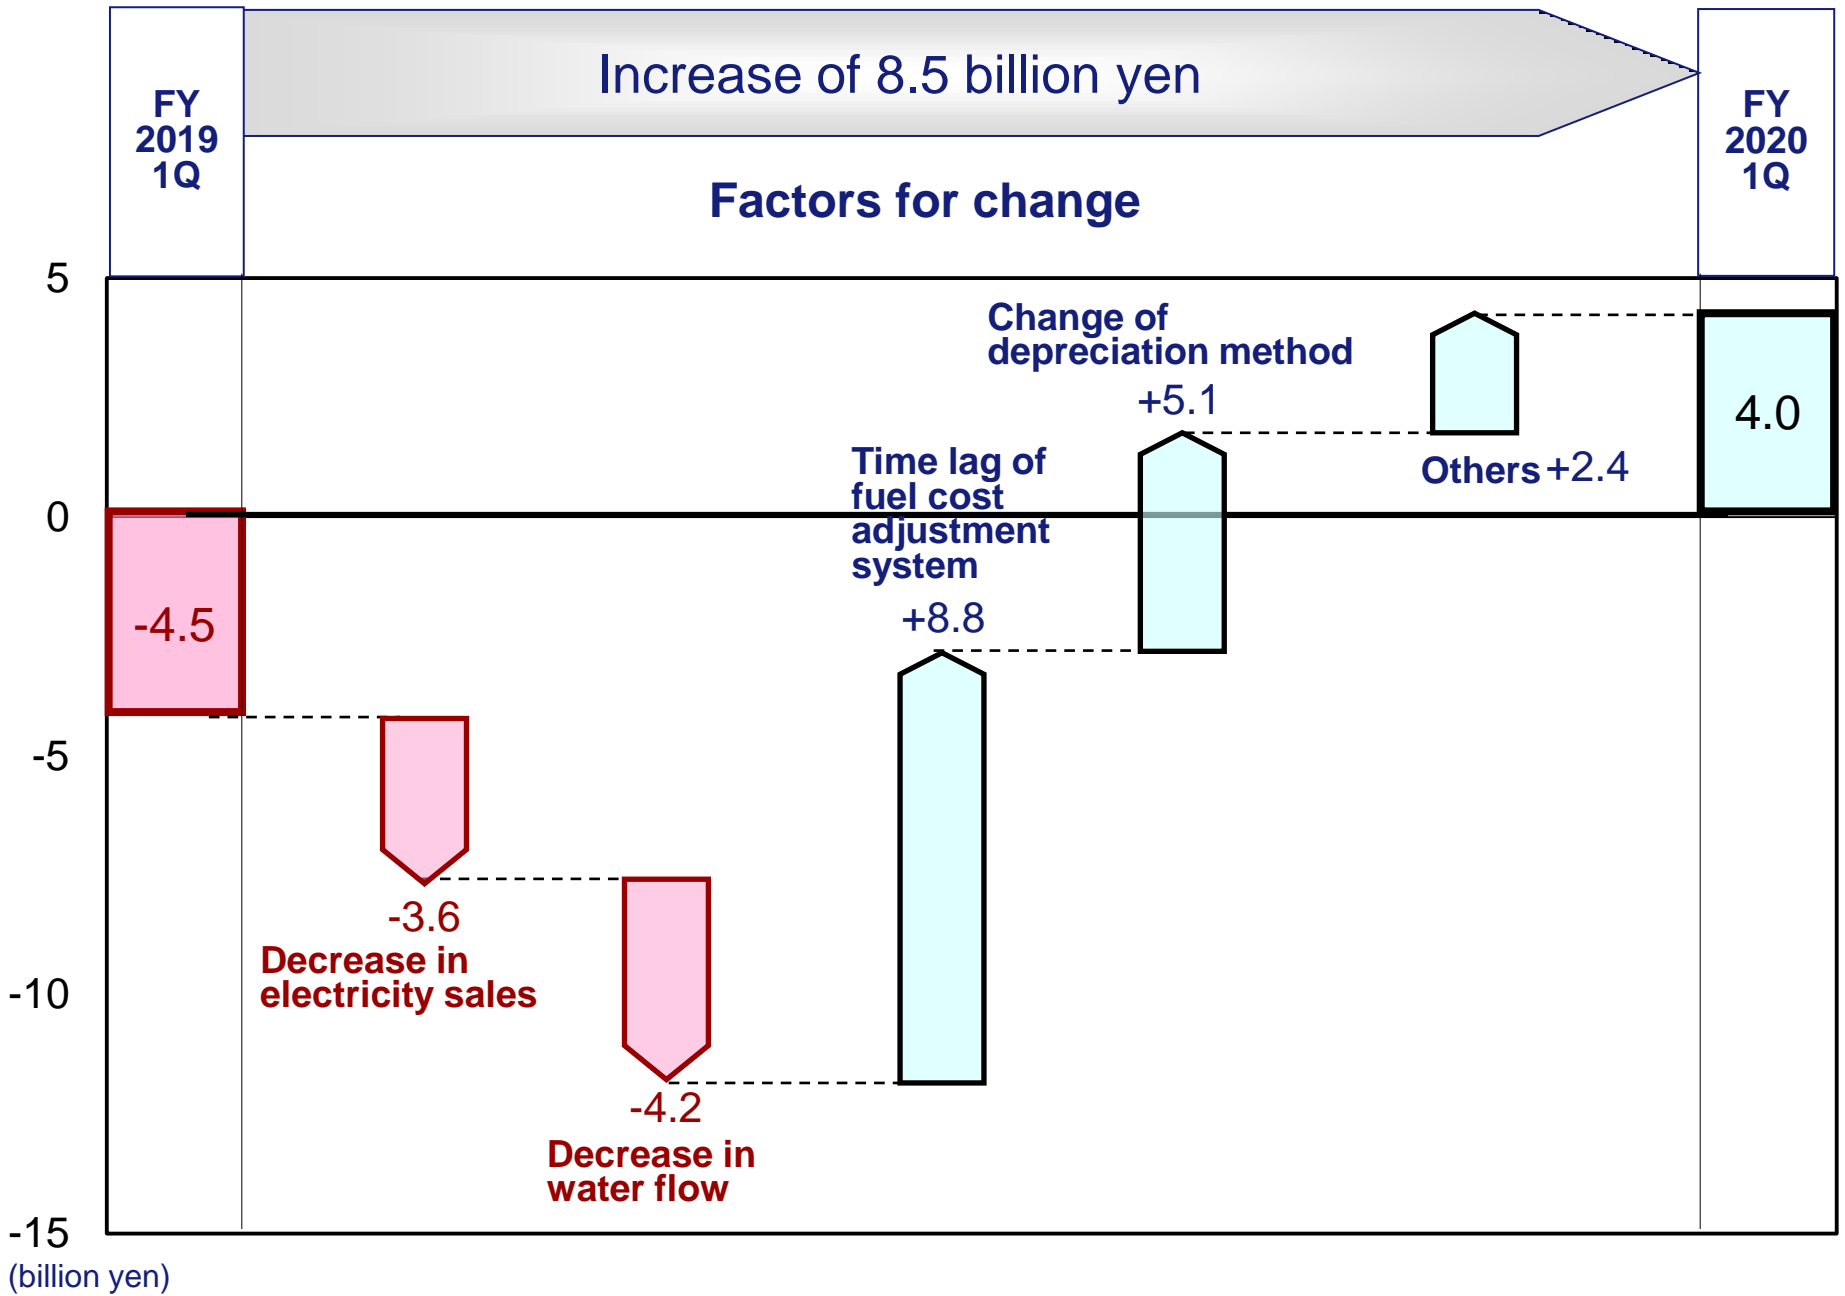 FY
2019
1Q
Increase of 8.5 billion yen
FY
2020
1Q
Factors for change
5
0
-5
-10
-15
(billion yen)
-4.5
-3.6
Decrease in
electricity sales
-4.2
Decrease in
water flow
Time lag of
fuel cost
adjustment
system
+8.8
Change of
depreciation method
+5.1
Others +2.4
4.0